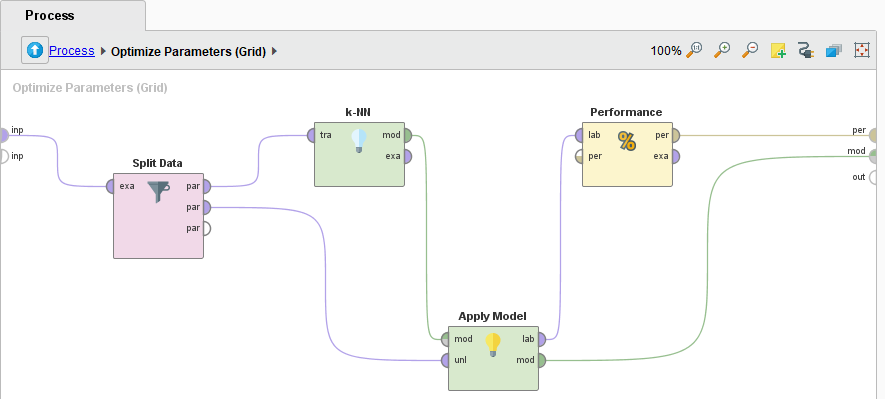 Process
Process Optimize Parameters (Grid) 100%
Optimize Parameters (Grid)
k-NN
Performance
inp
inp
tra mod
exa
lab per
per exa
per
mod
out
Split Data
exa par
par
par
Apply Model
mod lab
unl mod